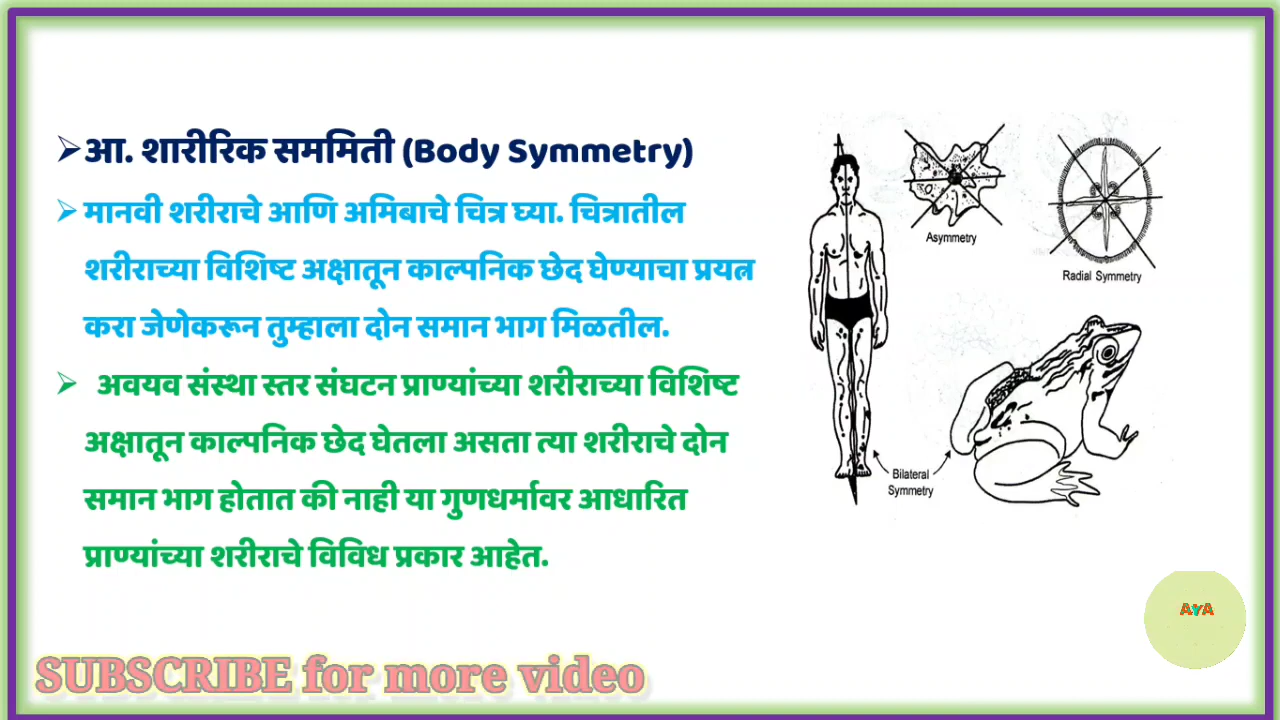 आ. शारीरिक सममिती (Body Symmetry)
मानवी शरीराचे आणि अमिबाचे चित्र घ्या. चित्रातील
शरीराच्या विशिष्ट अक्षातून काल्पनिक छेद घेण्याचा प्रयत्न
करा जेणेकरून तुम्हाला दोन समान भाग मिळतील.
अवयव संस्था स्तर संघटन प्राण्यांच्या शरीराच्या विशिष्ट
अक्षातून काल्पनिक छेद घेतला असता त्या शरीराचे दोन
समान भाग होतात की नाही या गुणधर्मावर आधारित
प्राण्यांच्या शरीराचे विविध प्रकार आहेत.
Asymmetry
Radial Symmetry
Bilateral
Symmetry
AYA
SUBSCRIBE for more video